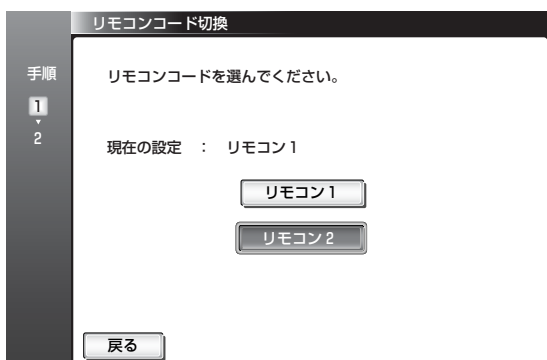 リモコンコード切換
手順
1
2
リモコンコードを選んでください。
現在の設定 ： リモコン1
リモコン1
リモコン2
戻る